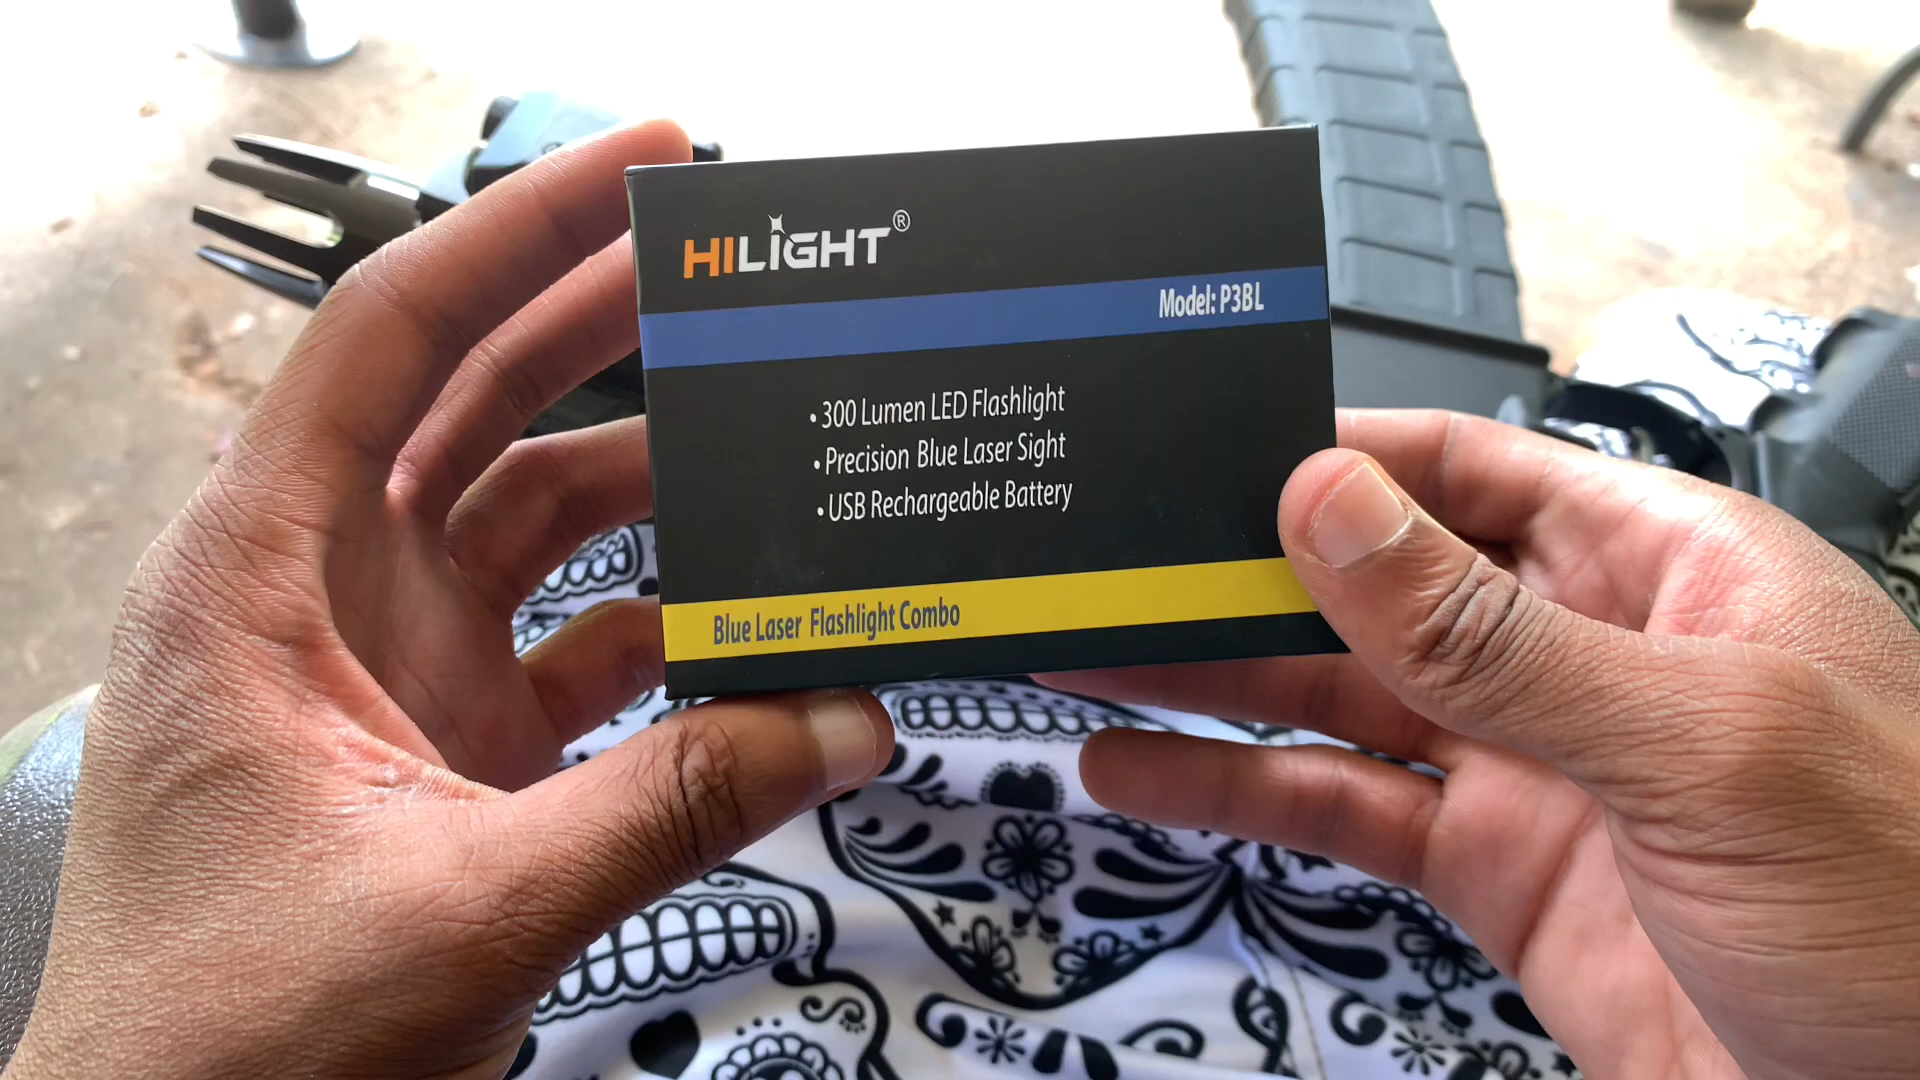 HILIGHT®
Model: P3BL
• 300 Lumen LED Flashlight
• Precision Blue Laser Sight
• USB Rechargeable Battery
Blue Laser Flashlight Combo